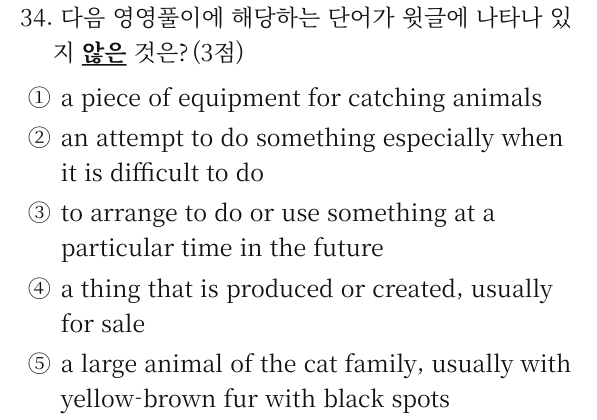 34. 다음 영영풀이에 해당하는 단어가 윗글에 나타나 있
지 않은 것은? (3점)
① a piece of equipment for catching animals
② an attempt to do something especially when
it is difficult to do
③ to arrange to do or use something at a
particular time in the future
④ a thing that is produced or created, usually
for sale
⑤ a large animal of the cat family, usually with
yellow-brown fur with black spots